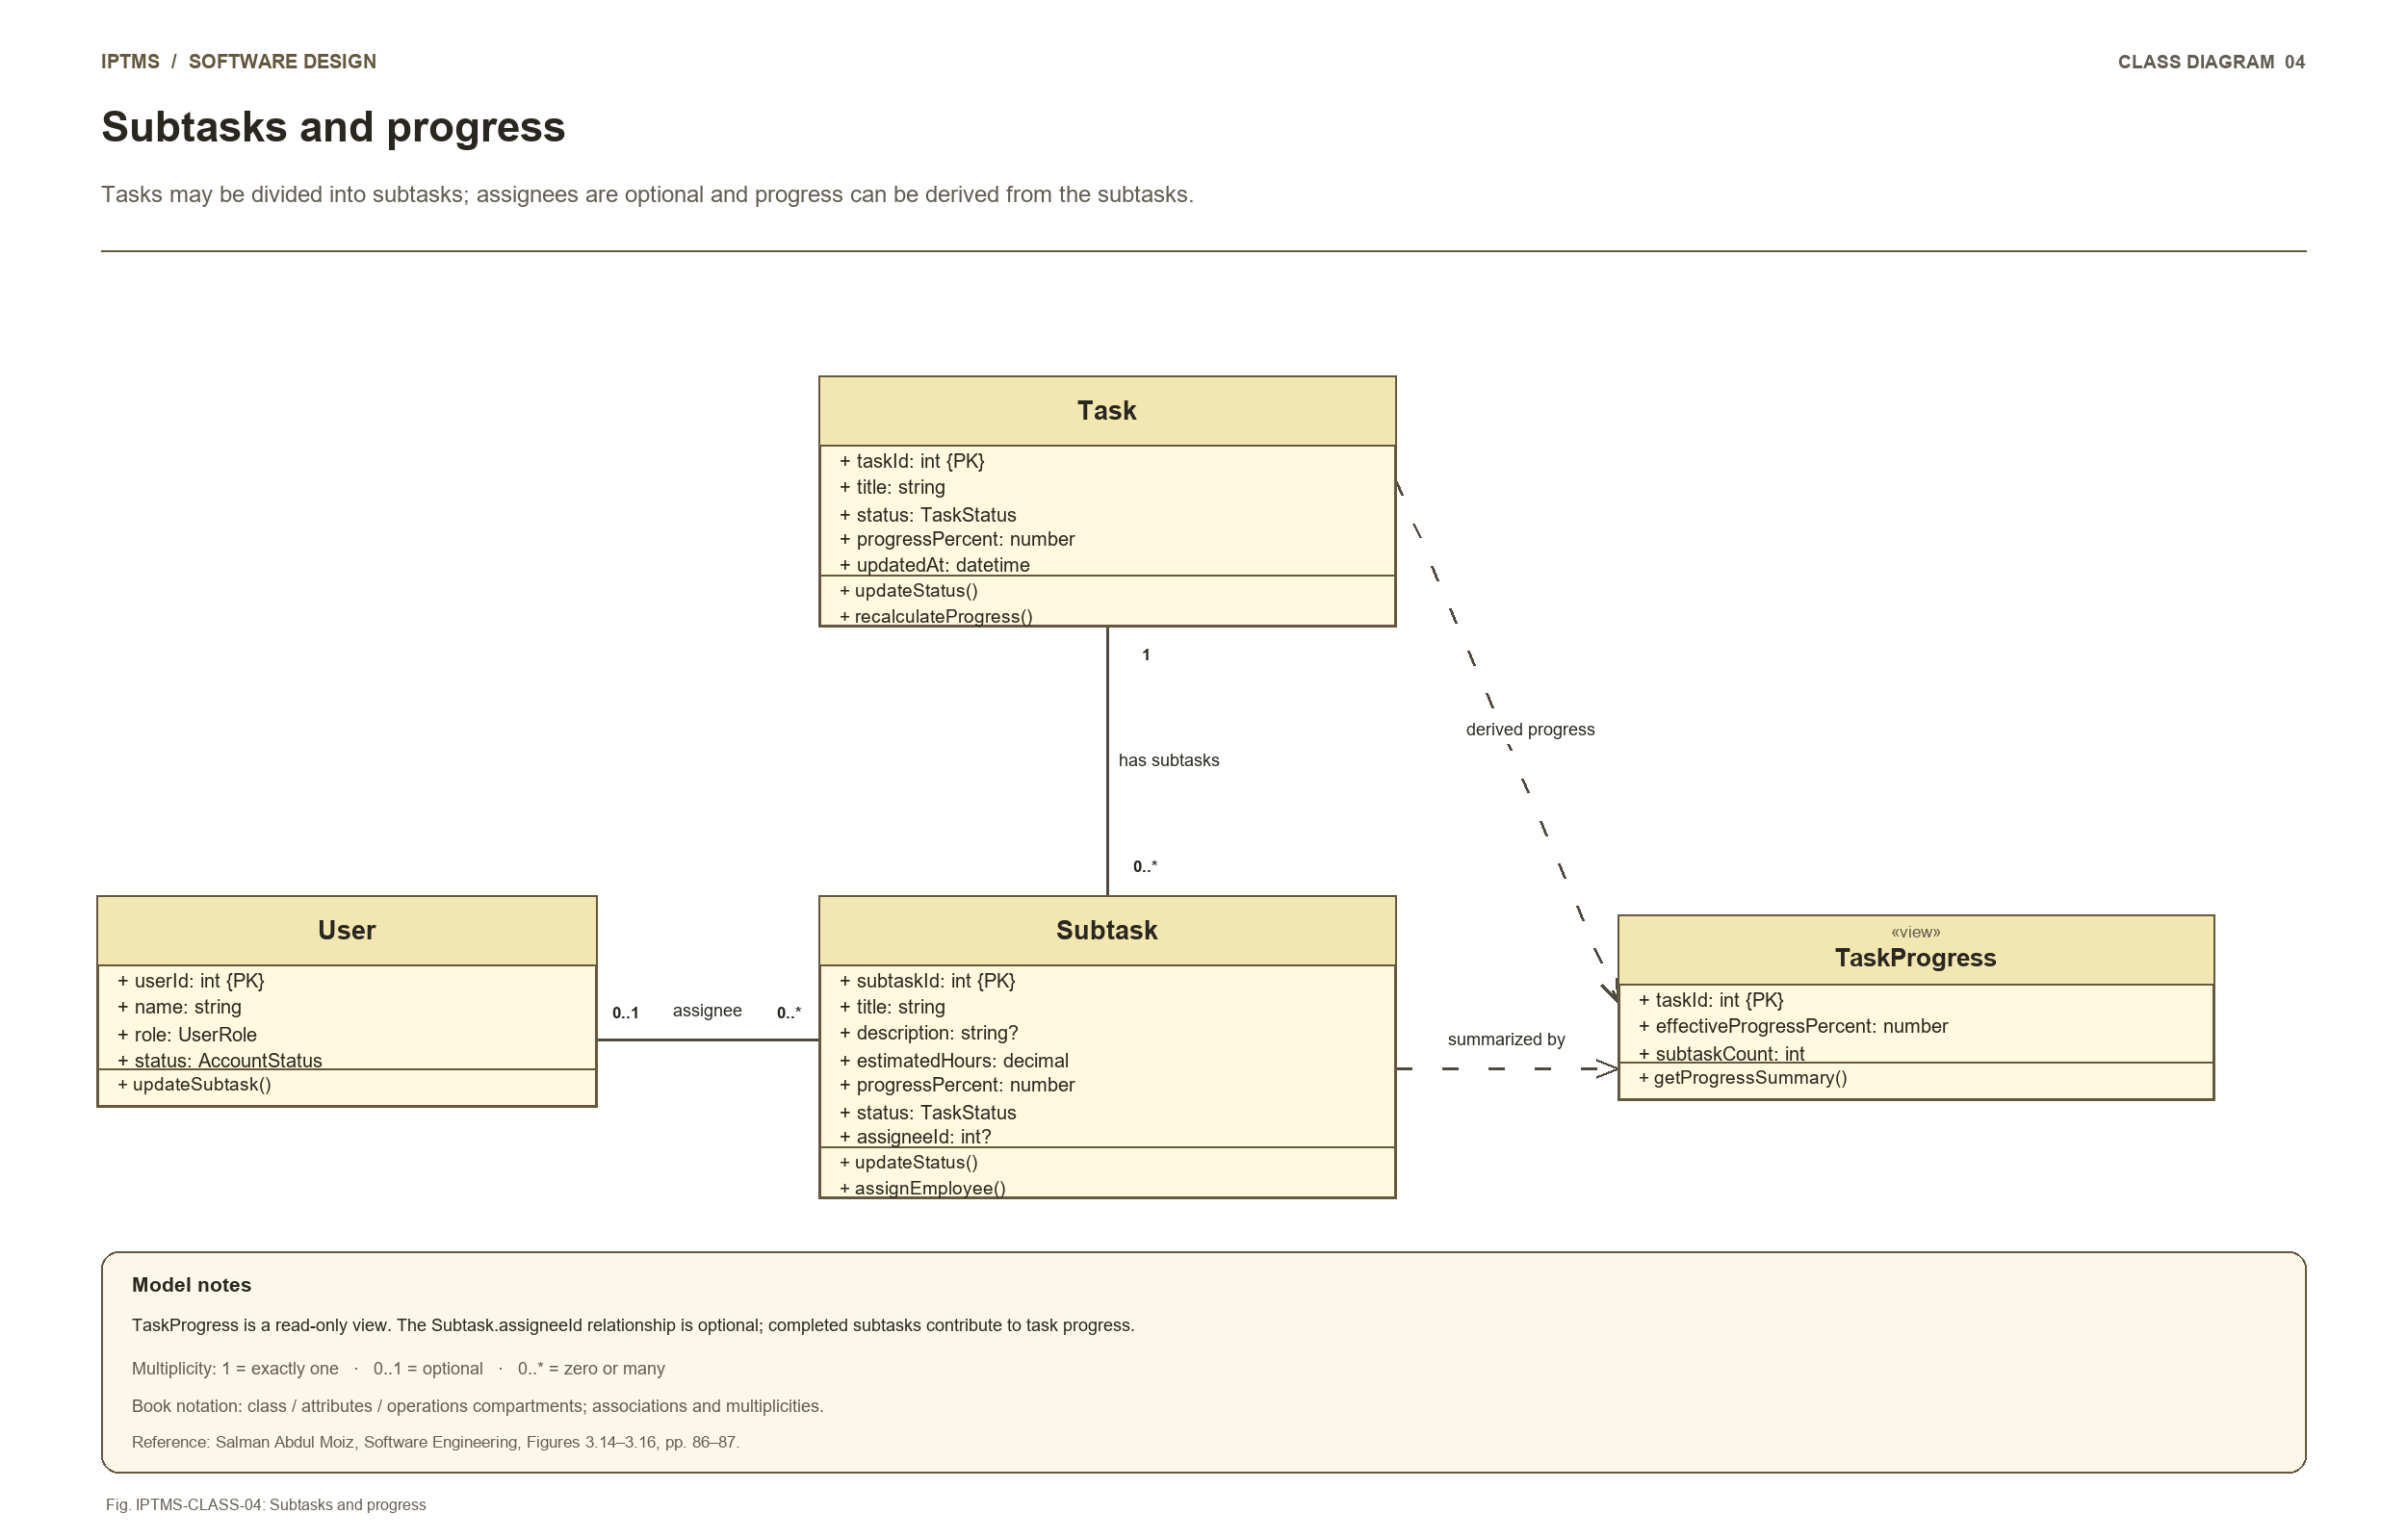 IPTMS / SOFTWARE DESIGN
CLASS DIAGRAM 04
Subtasks and progress
Tasks may be divided into subtasks; assignees are optional and progress can be derived from the subtasks.
Task
+ taskId: int {PK}
+ title: string
+ status: TaskStatus
+ progressPercent: number
+ updatedAt: datetime
+ updateStatus()
+ recalculateProgress()
1
derived progress
has subtasks
0..*
User
+ userId: int {PK}
+ name: string
+ role: UserRole
+ status: AccountStatus
+ updateSubtask()
0..1
assignee
0..*
Subtask
+ subtaskId: int {PK}
+ title: string
+ description: string?
+ estimatedHours: decimal
+ progressPercent: number
+ status: TaskStatus
+ assigneeId: int?
+ updateStatus()
+ assignEmployee()
summarized by
«view»
TaskProgress
+ taskId: int {PK}
+ effectiveProgressPercent: number
+ subtaskCount: int
+ getProgressSummary()
Model notes
TaskProgress is a read-only view. The Subtask.assigneeId relationship is optional; completed subtasks contribute to task progress.
Multiplicity: 1 = exactly one · 0..1 = optional · 0..* = zero or many
Book notation: class / attributes / operations compartments; associations and multiplicities.
Reference: Salman Abdul Moiz, Software Engineering, Figures 3.14–3.16, pp. 86–87.
Fig. IPTMS-CLASS-04: Subtasks and progress